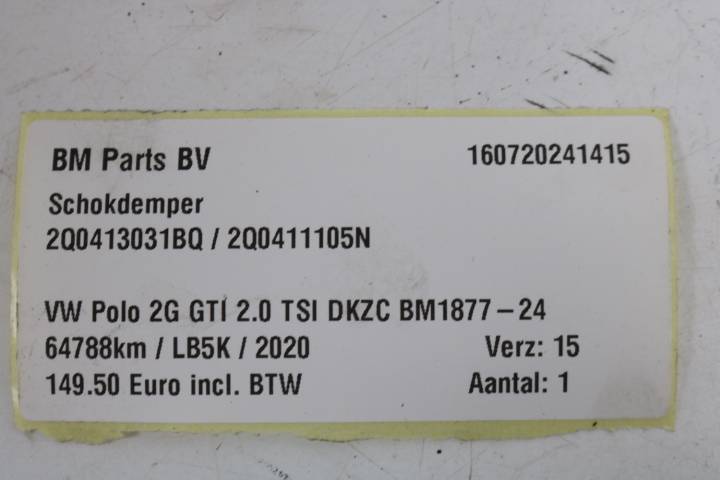 BM Parts BV 160720241415
Schokdemper
2Q0413031BQ / 2Q0411105N
VW Polo 2G GTI 2.0 TSI DKZC BM1877-24
64788km / LB5K / 2020 Verz: 15
149.50 Euro incl. BTW Aantal: 1